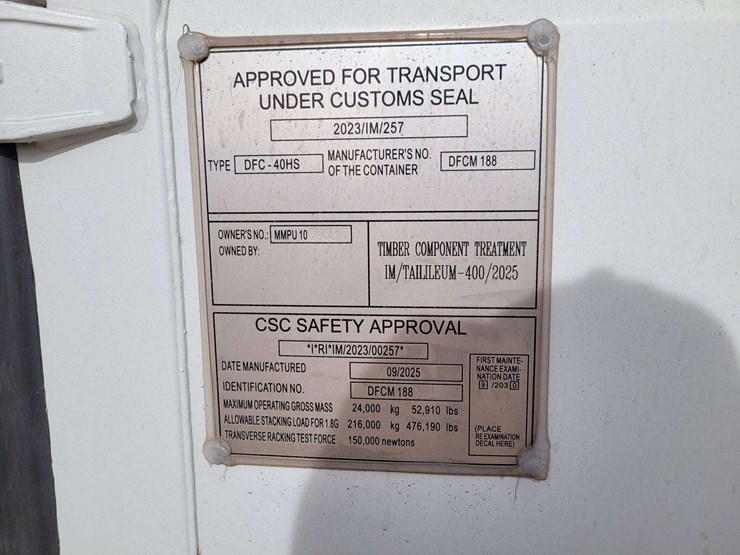 APPROVED FOR TRANSPORT
UNDER CUSTOMS SEAL
2023/IM/257
TYPE DFC - 40HS MANUFACTURER'S NO. OF THE CONTAINER DFCM 188
OWNER'S NO.: MMPU 10
OWNED BY:
TIMBER COMPONENT TREATMENT
IM/TAILILEUM-400/2025
CSC SAFETY APPROVAL
*I*RI*IM/2023/00257*
DATE MANUFACTURED 09/2025
IDENTIFICATION NO. DFCM 188
MAXIMUM OPERATING GROSS MASS 24,000 kg 52,910 lbs
ALLOWABLE STACKING LOAD FOR 1.8G 216,000 kg 476,190 lbs
TRANSVERSE RACKING TEST FORCE 150,000 newtons
FIRST MAINTE-
NANCE EXAMI-
NATION DATE
9 /203 0
(PLACE
REEXAMINATION
DECAL HERE)